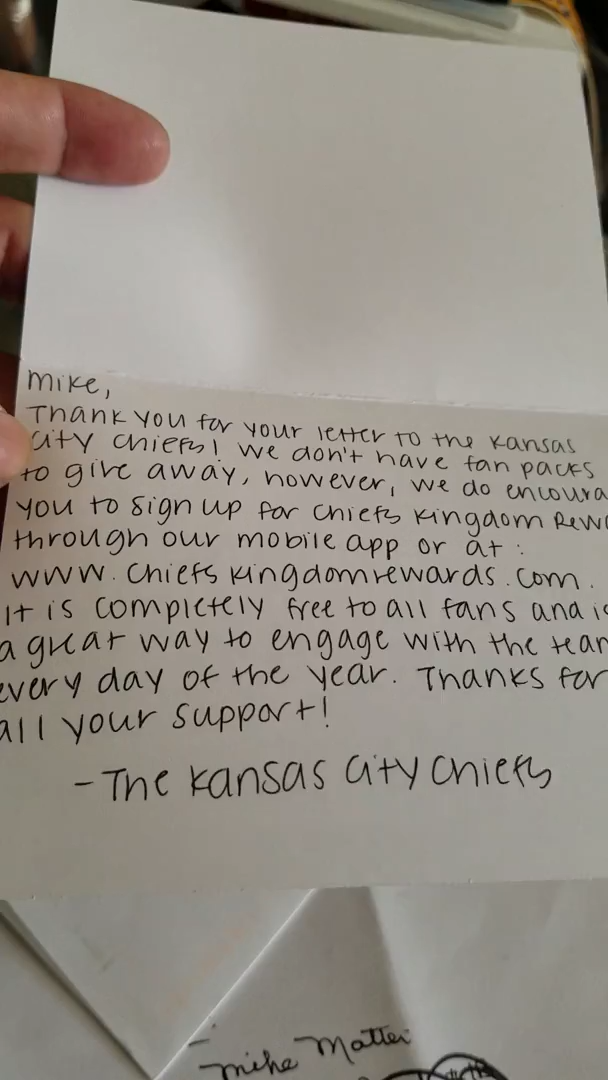 Mike,
Thank you for your letter to the Kansas
City Chiefs! We don't have fan packs
to give away, however, we do encoura
you to sign up for Chiefs Kingdom Rew
through our mobile app or at :
www.chiefskingdomrewards.com.
It is completely free to all fans and is
a great way to engage with the team
every day of the year. Thanks for
all your support!
- The Kansas City Chiefs
Mike Matter